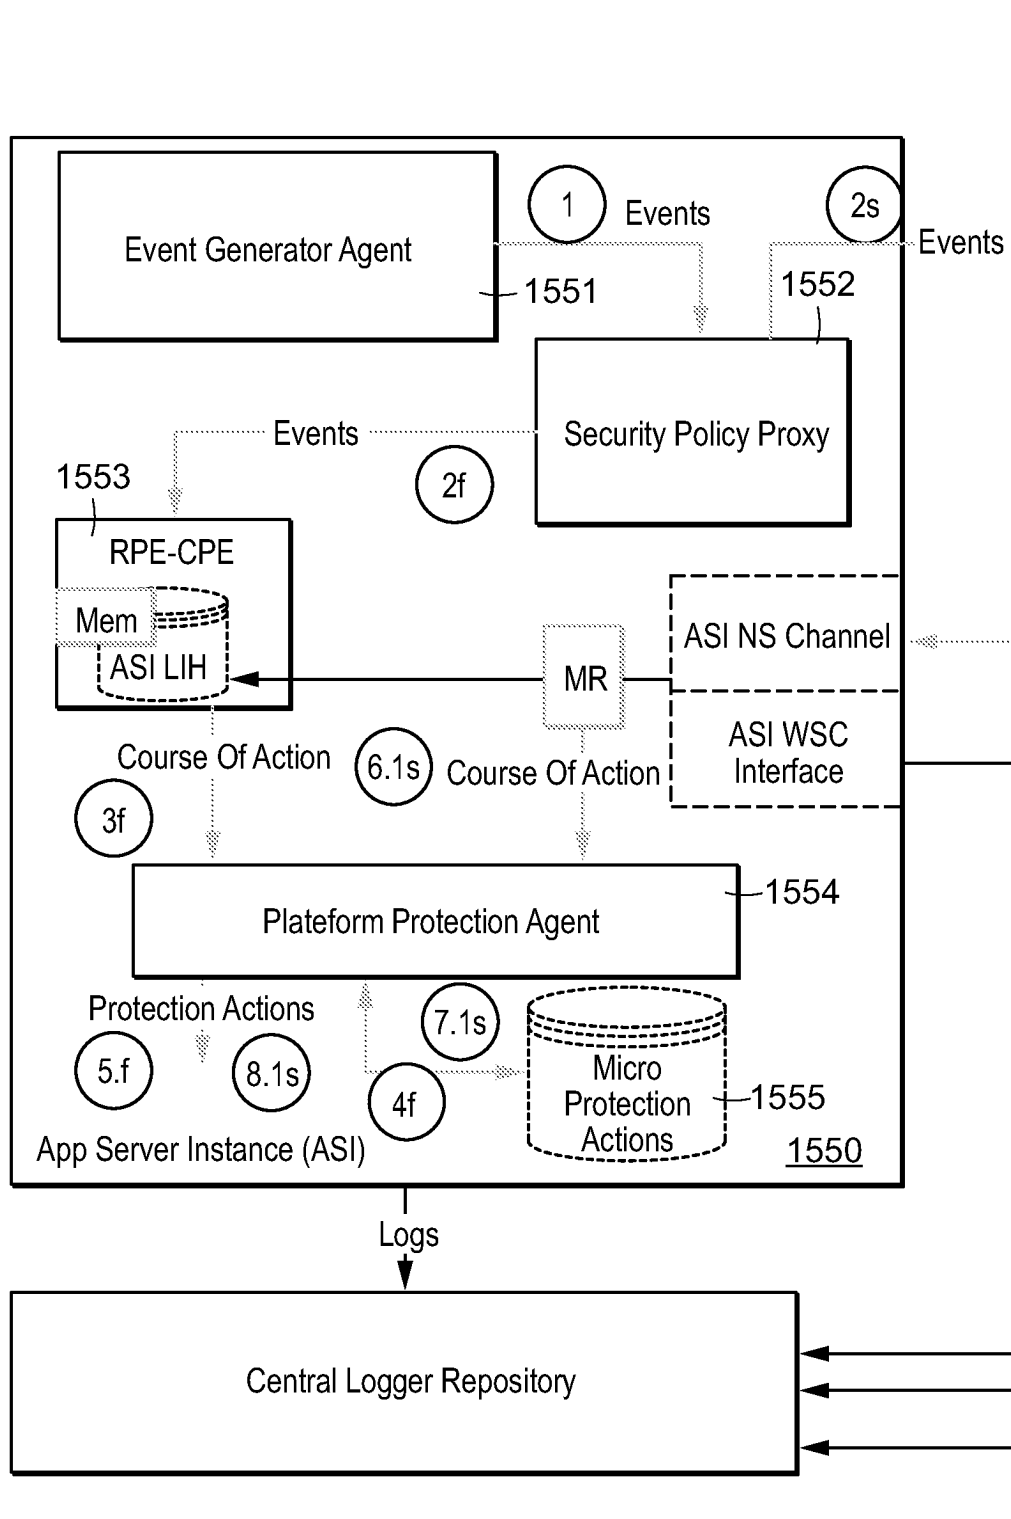 1
Events
2s
Events
Event Generator Agent
1551
1552
Events
Security Policy Proxy
2f
1553
RPE-CPE
Mem
ASI LIH
MR
ASI NS Channel
ASI WSC
Interface
Course Of Action
6.1s
Course Of Action
3f
1554
Plateform Protection Agent
Protection Actions
7.1s
5.f
8.1s
4f
Micro
Protection
Actions
1555
App Server Instance (ASI)
1550
Logs
Central Logger Repository